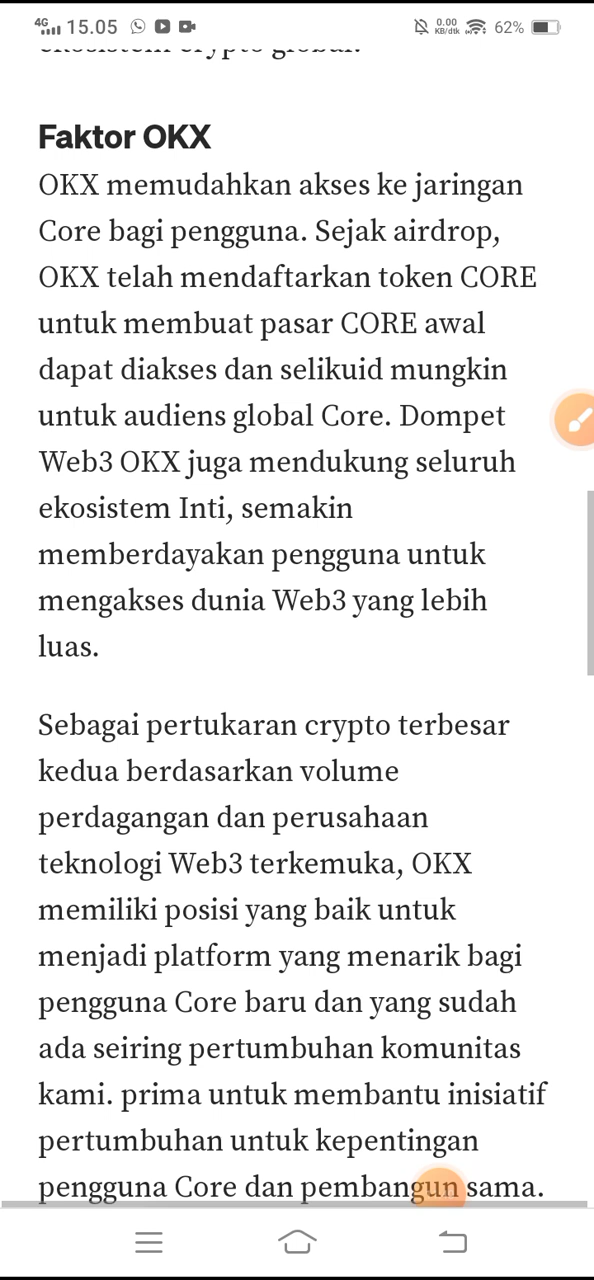 4G 15.05 0.00 KB/dtk 62%
ekosistem crypto global.
Faktor OKX
OKX memudahkan akses ke jaringan
Core bagi pengguna. Sejak airdrop,
OKX telah mendaftarkan token CORE
untuk membuat pasar CORE awal
dapat diakses dan selikuid mungkin
untuk audiens global Core. Dompet
Web3 OKX juga mendukung seluruh
ekosistem Inti, semakin
memberdayakan pengguna untuk
mengakses dunia Web3 yang lebih
luas.
Sebagai pertukaran crypto terbesar
kedua berdasarkan volume
perdagangan dan perusahaan
teknologi Web3 terkemuka, OKX
memiliki posisi yang baik untuk
menjadi platform yang menarik bagi
pengguna Core baru dan yang sudah
ada seiring pertumbuhan komunitas
kami. prima untuk membantu inisiatif
pertumbuhan untuk kepentingan
pengguna Core dan pembangun sama.